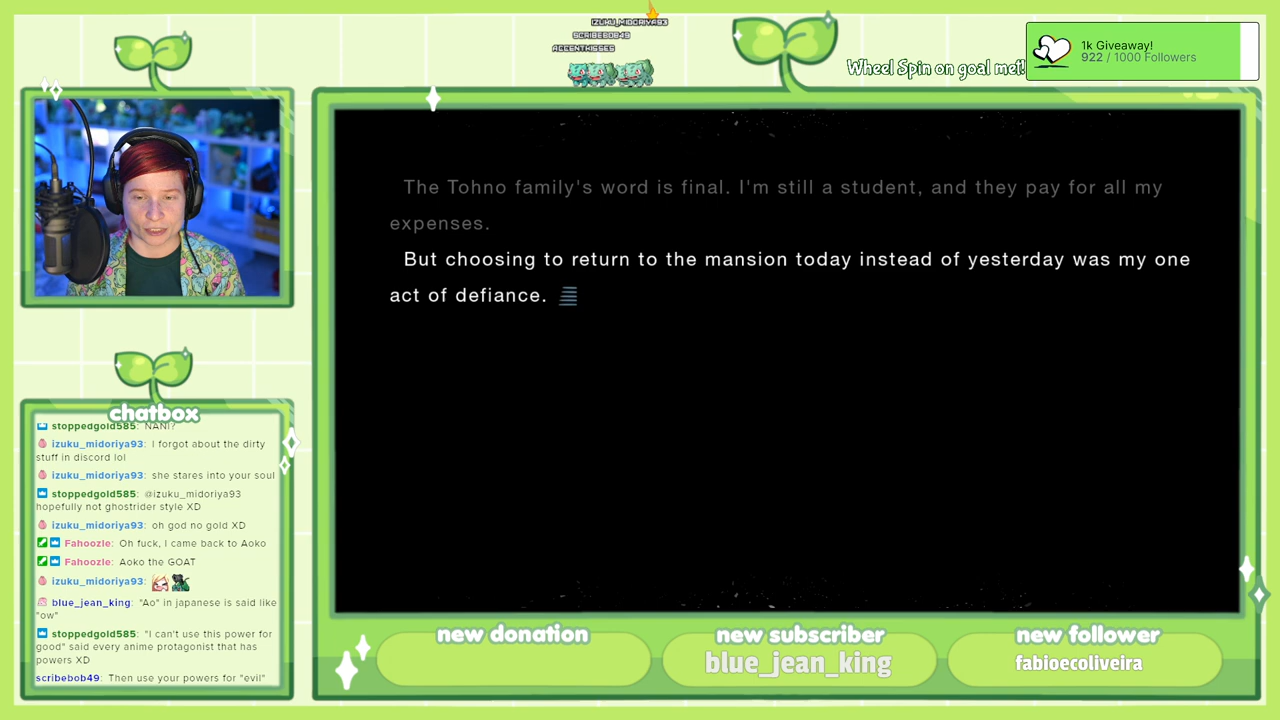 IZUKU_MIDORIYA93
SCRIBEBOB49
ACCENTKISSES
Wheel Spin on goal met!
1k Giveaway!
922 / 1000 Followers
The Tohno family's word is final. I'm still a student, and they pay for all my
expenses.
But choosing to return to the mansion today instead of yesterday was my one
act of defiance.
chatbox
stoppedgold585: NANI?
izuku_midoriya93: I forgot about the dirty
stuff in discord lol
izuku_midoriya93: she stares into your soul
stoppedgold585: @izuku_midoriya93
hopefully not ghostrider style XD
izuku_midoriya93: oh god no gold XD
Fahoozle: Oh fuck, I came back to Aoko
Fahoozle: Aoko the GOAT
izuku_midoriya93:
blue_jean_king: "Ao" in japanese is said like
"ow"
stoppedgold585: "I can't use this power for
good" said every anime protagonist that has
powers XD
scribebob49: Then use your powers for "evil"
new donation
new subscriber
blue_jean_king
new follower
fabioecoliveira